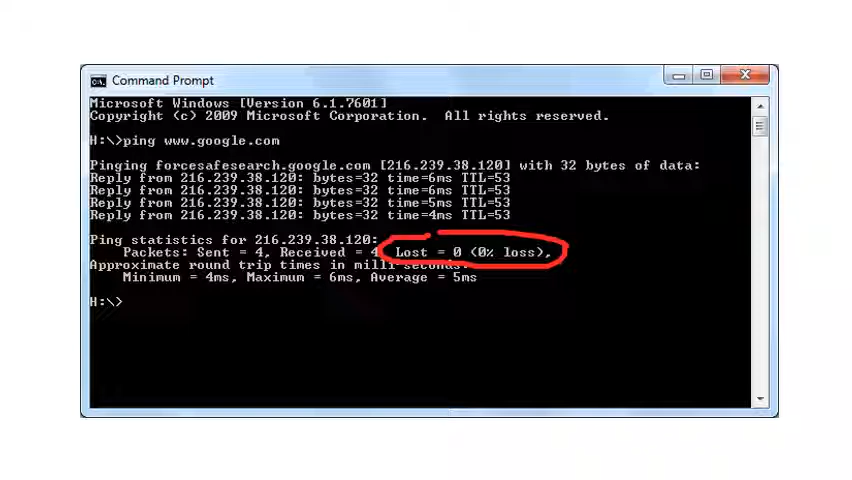 Command Prompt
Microsoft Windows [Version 6.1.7601]
Copyright (c) 2009 Microsoft Corporation.  All rights reserved.
H:\>ping www.google.com
Pinging forcesafesearch.google.com [216.239.38.120] with 32 bytes of data:
Reply from 216.239.38.120: bytes=32 time=6ms TTL=53
Reply from 216.239.38.120: bytes=32 time=6ms TTL=53
Reply from 216.239.38.120: bytes=32 time=5ms TTL=53
Reply from 216.239.38.120: bytes=32 time=4ms TTL=53
Ping statistics for 216.239.38.120:
Packets: Sent = 4, Received = 4, Lost = 0 (0% loss),
Approximate round trip times in milli-seconds:
Minimum = 4ms, Maximum = 6ms, Average = 5ms
H:\>